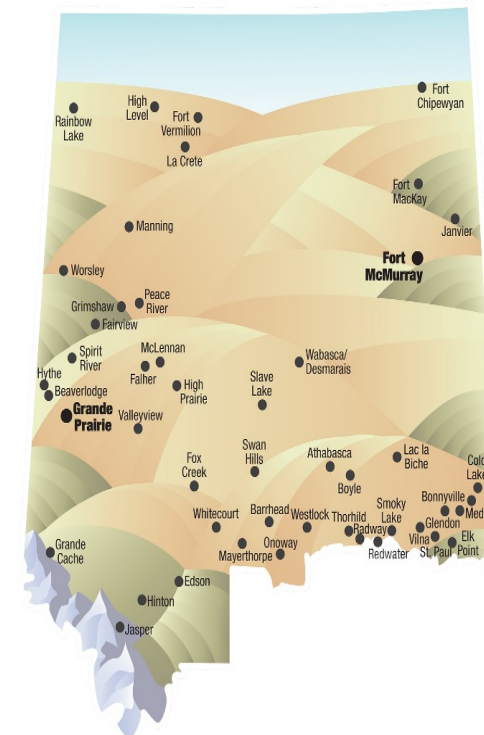 Fort
Chipewyan
Rainbow
Lake
High
Level
Fort
Vermilion
La Crete
Fort
MacKay
Janvier
Manning
Fort
McMurray
Worsley
Grimshaw
Peace
River
Fairview
Spirit
River
McLennan
Falher
Wabasca/
Desmarais
Hythe
Beaverlodge
High
Prairie
Slave
Lake
Grande
Prairie
Valleyview
Fox
Creek
Swan
Hills
Athabasca
Boyle
Lac la
Biche
Cold
Lake
Bonnyville
Med
Whitecourt
Barrhead
Westlock
Thorhild
Smoky
Lake
Radway
Glendon
Vilna
Elk
Point
St. Paul
Redwater
Mayerthorpe
Onoway
Grande
Cache
Edson
Hinton
Jasper